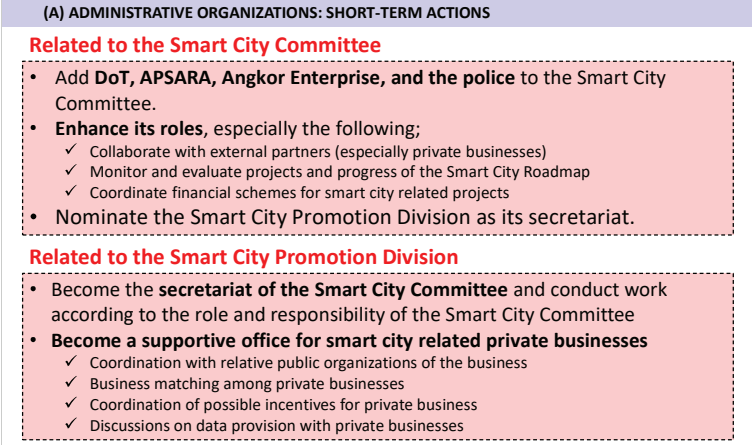 (A) ADMINISTRATIVE ORGANIZATIONS: SHORT-TERM ACTIONS
Related to the Smart City Committee
• Add DoT, APSARA, Angkor Enterprise, and the police to the Smart City
Committee.
• Enhance its roles, especially the following;
✓ Collaborate with external partners (especially private businesses)
✓ Monitor and evaluate projects and progress of the Smart City Roadmap
✓ Coordinate financial schemes for smart city related projects
• Nominate the Smart City Promotion Division as its secretariat.
Related to the Smart City Promotion Division
• Become the secretariat of the Smart City Committee and conduct work
according to the role and responsibility of the Smart City Committee
• Become a supportive office for smart city related private businesses
✓ Coordination with relative public organizations of the business
✓ Business matching among private businesses
✓ Coordination of possible incentives for private business
✓ Discussions on data provision with private businesses